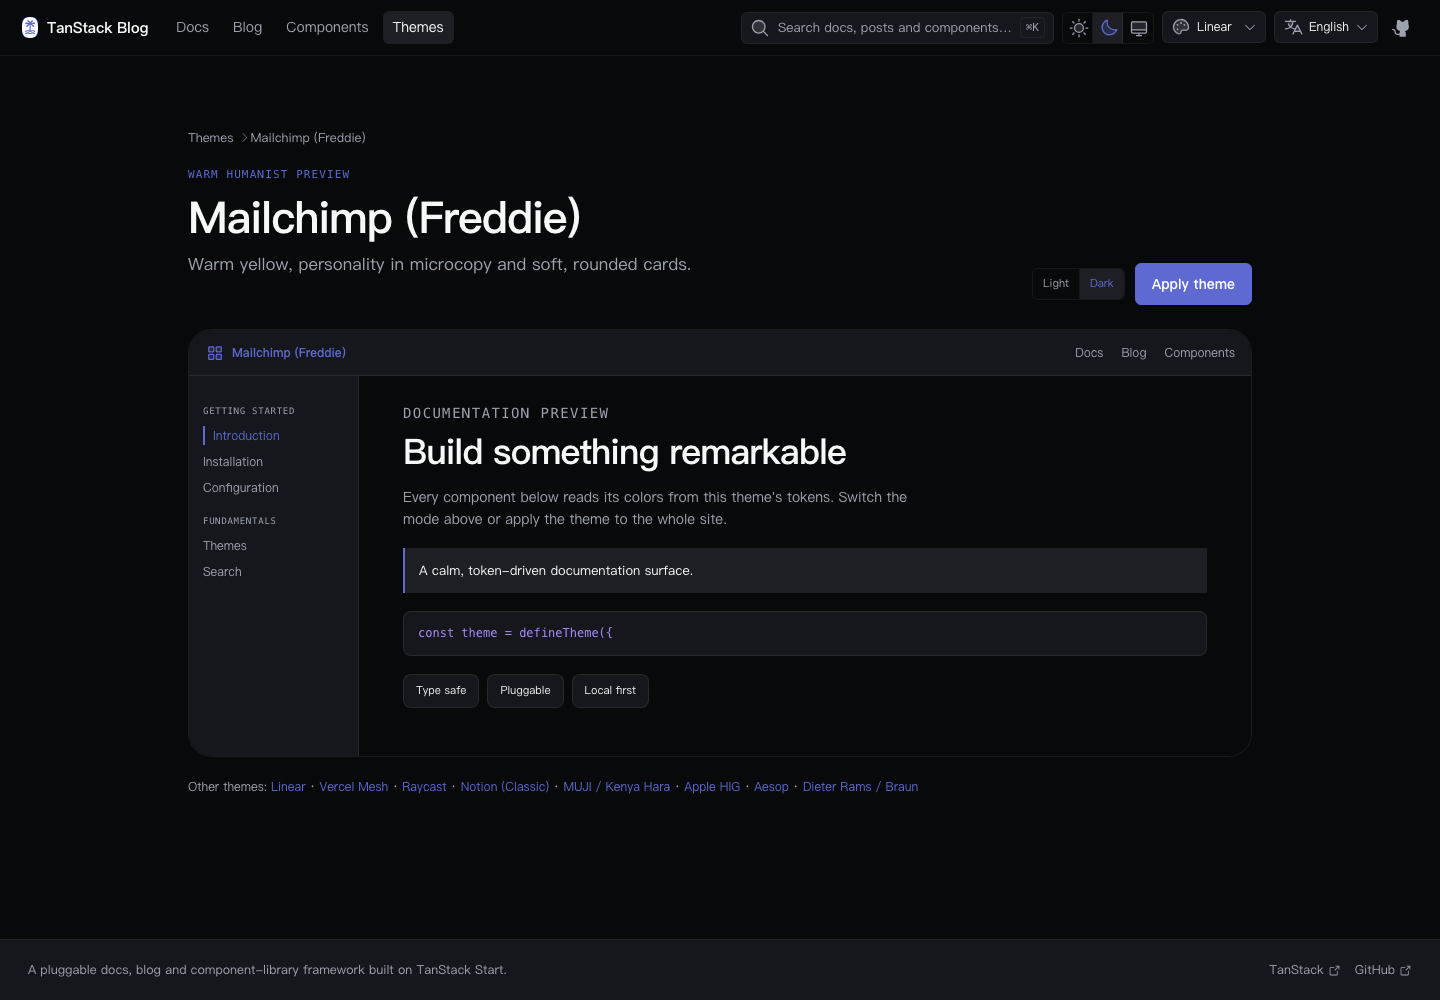 TanStack Blog
Docs
Blog
Components
Themes
Search docs, posts and components...
⌘K
Linear
English
Themes
Mailchimp (Freddie)
WARM HUMANIST PREVIEW
Mailchimp (Freddie)
Warm yellow, personality in microcopy and soft, rounded cards.
Light
Dark
Apply theme
Mailchimp (Freddie)
Docs
Blog
Components
GETTING STARTED
Introduction
Installation
Configuration
FUNDAMENTALS
Themes
Search
DOCUMENTATION PREVIEW
Build something remarkable
Every component below reads its colors from this theme's tokens. Switch the
mode above or apply the theme to the whole site.
A calm, token-driven documentation surface.
const theme = defineTheme({
Type safe
Pluggable
Local first
Other themes: Linear · Vercel Mesh · Raycast · Notion (Classic) · MUJI / Kenya Hara · Apple HIG · Aesop · Dieter Rams / Braun
A pluggable docs, blog and component-library framework built on TanStack Start.
TanStack
GitHub